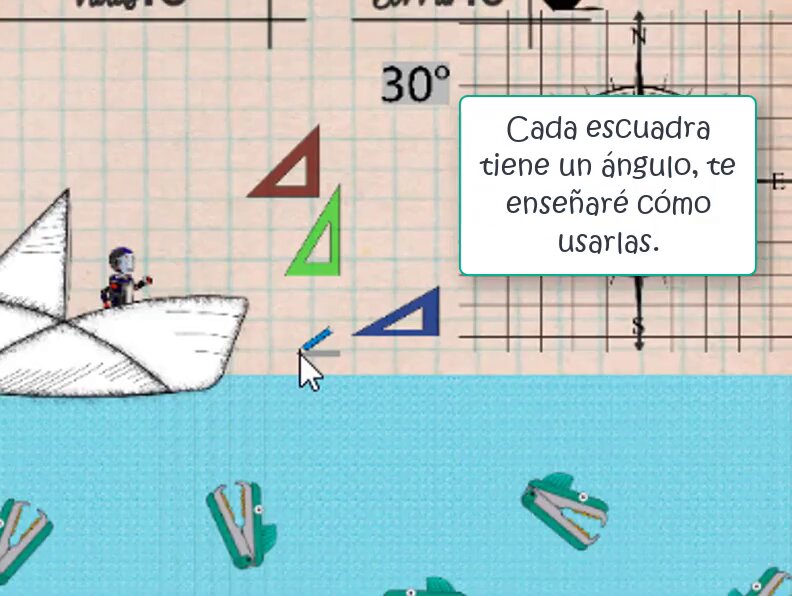 N
30°
Cada escuadra
tiene un ángulo, te
enseñaré cómo
usarlas.
E
S